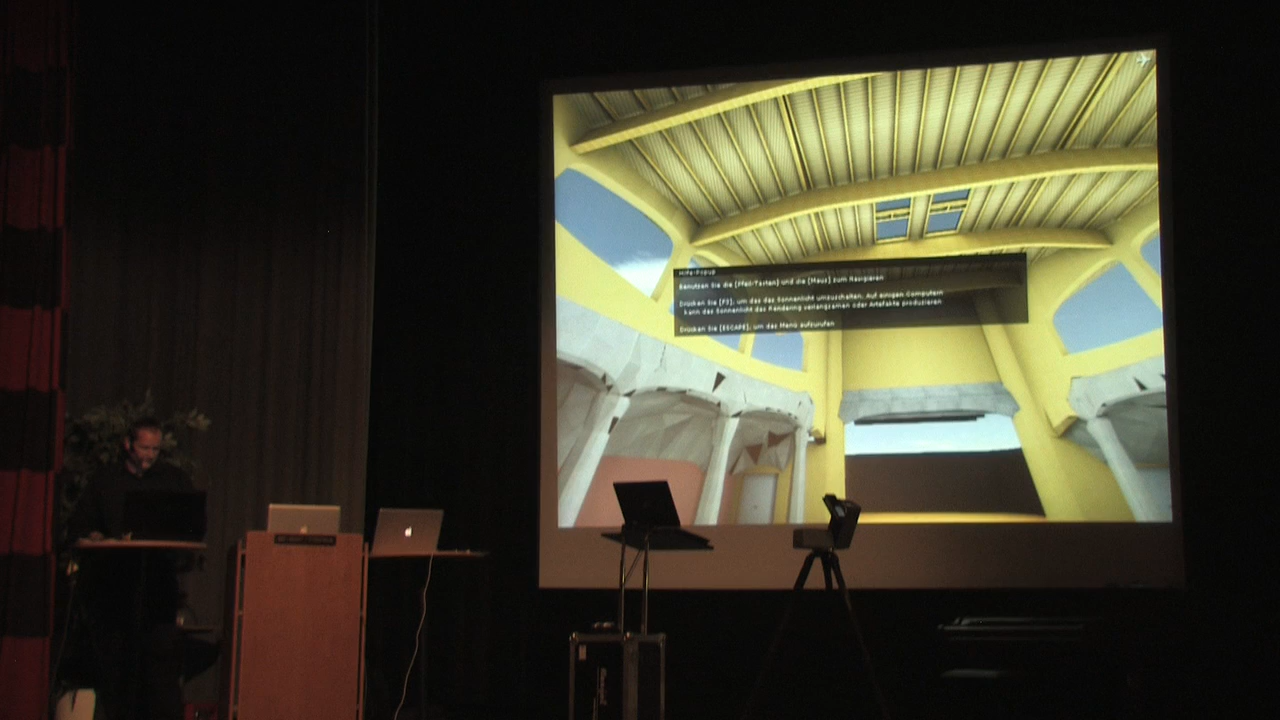 Hilfe-Popup
Benutzen Sie die [Pfeil-Tasten] und die [Maus] zum Navigieren
Drücken Sie [F3], um das das Sonnenlicht umzuschalten. Auf einigen Computern
kann das Sonnenlicht das Rendering verlangsamen oder Artefakte produzieren
Drücken Sie [ESCAPE], um das Menü aufzurufen